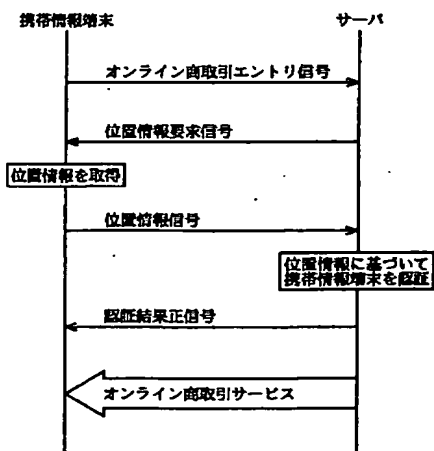 携帯情報端末
サーバ
オンライン商取引エントリ信号
位置情報要求信号
位置情報を取得
位置情報信号
位置情報に基づいて
携帯情報端末を認証
認証結果正信号
オンライン商取引サービス